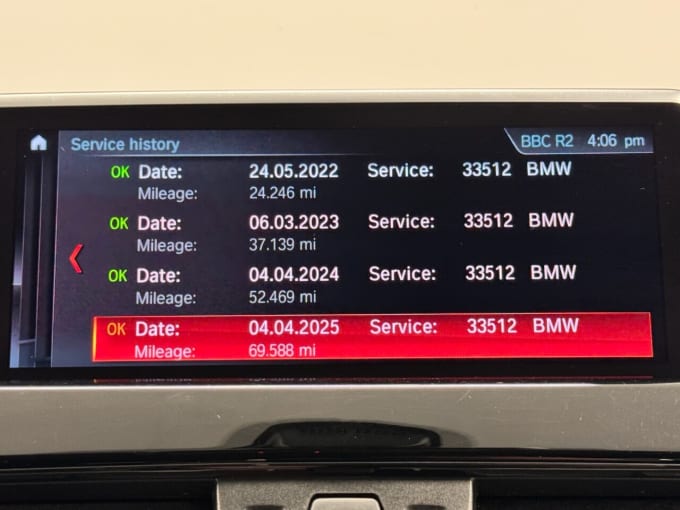 Service history BBC R2 4:06 pm
OK Date: 24.05.2022 Service: 33512 BMW
Mileage: 24.246 mi
OK Date: 06.03.2023 Service: 33512 BMW
Mileage: 37.139 mi
OK Date: 04.04.2024 Service: 33512 BMW
Mileage: 52.469 mi
OK Date: 04.04.2025 Service: 33512 BMW
Mileage: 69.588 mi